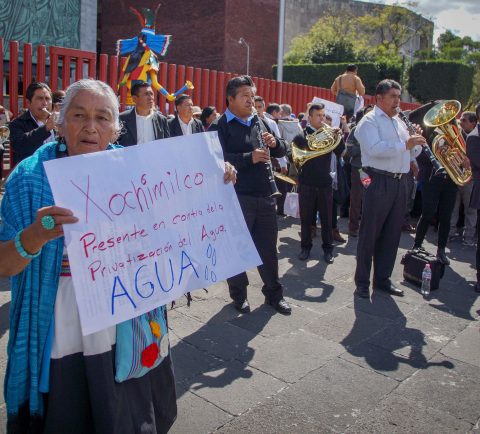 Xochimilco
Presente en contra de la
Privatización del Agua,
AGUA